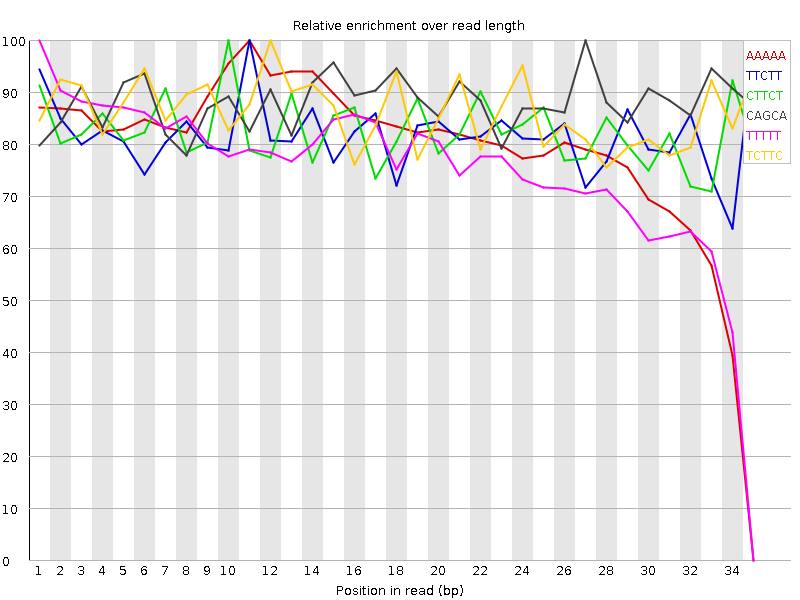 Relative enrichment over read length
100
90
80
70
60
50
40
30
20
10
0
AAAAA
TTCTT
CTTCT
CAGCA
TTTTT
TCTTC
1 2 3 4 5 6 7 8 9 10 12 14 16 18 20 22 24 26 28 30 32 34
Position in read (bp)